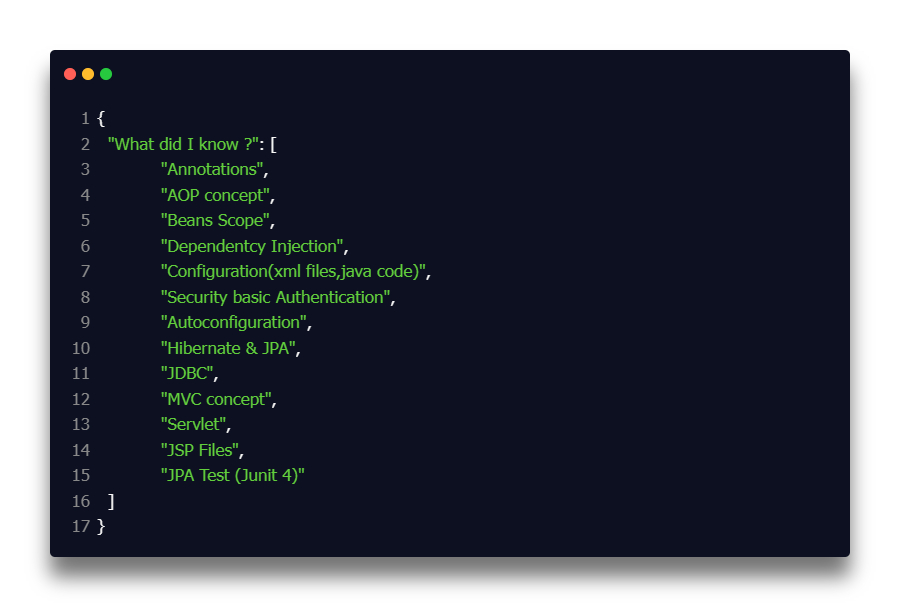 1 {
2 "What did I know ?": [
3 "Annotations",
4 "AOP concept",
5 "Beans Scope",
6 "Dependentcy Injection",
7 "Configuration(xml files,java code)",
8 "Security basic Authentication",
9 "Autoconfiguration",
10 "Hibernate & JPA",
11 "JDBC",
12 "MVC concept",
13 "Servlet",
14 "JSP Files",
15 "JPA Test (Junit 4)"
16 ]
17 }